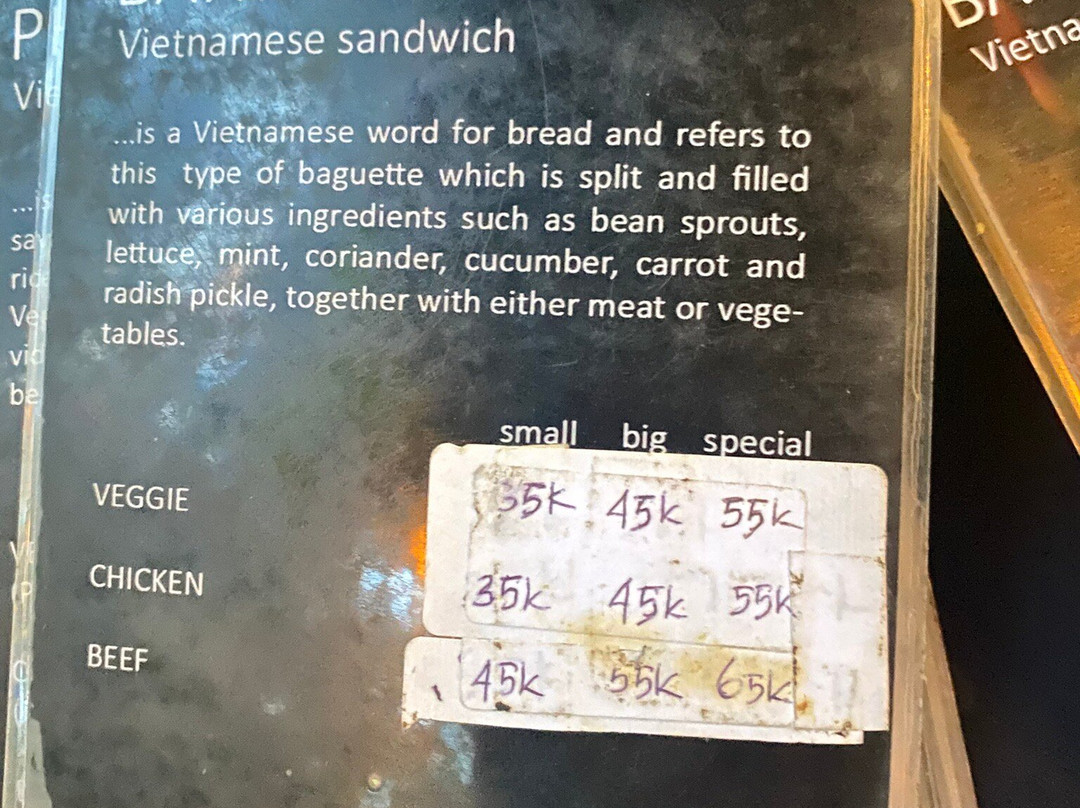 Vietnamese sandwich
...is a Vietnamese word for bread and refers to
this type of baguette which is split and filled
with various ingredients such as bean sprouts,
lettuce, mint, coriander, cucumber, carrot and
radish pickle, together with either meat or vege-
tables.
small big special
VEGGIE 35k 45k 55k
CHICKEN 35k 45k 55k
BEEF 45k 55k 65k